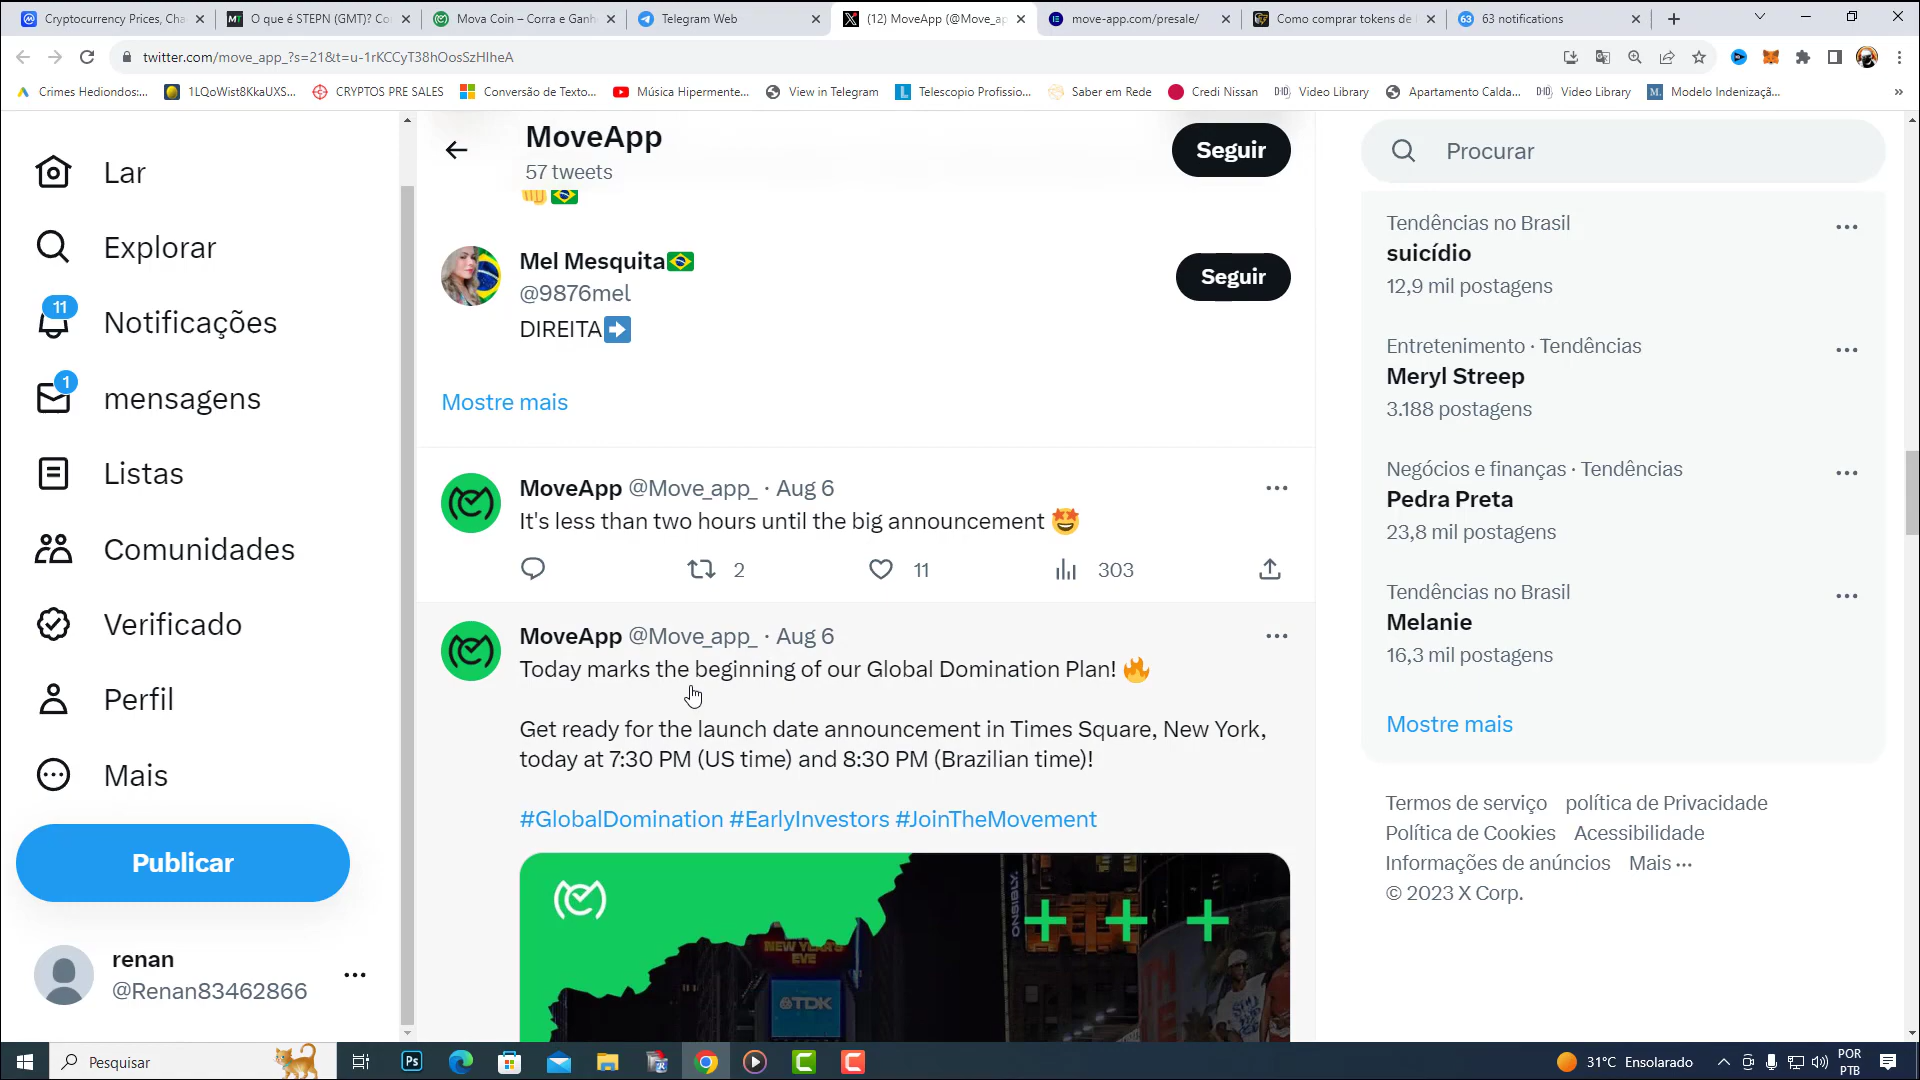 Cryptocurrency Prices, Cha
O que é STEPN (GMT)? Co
Mova Coin – Corra e Ganh
Telegram Web
(12) MoveApp (@Move_ap
move-app.com/presale/
Como comprar tokens de
63 notifications
twitter.com/move_app_?s=21&t=u-1rKCCyT38hOosSzHIheA
Crimes Hediondos:...
1LQoWist8KkaUXS...
CRYPTOS PRE SALES
Conversão de Texto...
Música Hipermente...
View in Telegram
Telescopio Profissio...
Saber em Rede
Credi Nissan
Video Library
Apartamento Calda...
Video Library
Modelo Indenizaçã...
Lar
Explorar
11
Notificações
1
mensagens
Listas
Comunidades
Verificado
Perfil
Mais
Publicar
renan
@Renan83462866
MoveApp
57 tweets
Seguir
👊🇧🇷
Mel Mesquita🇧🇷
@9876mel
DIREITA➡️
Seguir
Mostre mais
MoveApp @Move_app_ · Aug 6
It's less than two hours until the big announcement 🤩
2 11 303
MoveApp @Move_app_ · Aug 6
Today marks the beginning of our Global Domination Plan! 🔥
Get ready for the launch date announcement in Times Square, New York,
today at 7:30 PM (US time) and 8:30 PM (Brazilian time)!
#GlobalDomination #EarlyInvestors #JoinTheMovement
NEW YEAR'S
EVE
TDK
ONSIBLY.
Procurar
Tendências no Brasil
suicídio
12,9 mil postagens
Entretenimento · Tendências
Meryl Streep
3.188 postagens
Negócios e finanças · Tendências
Pedra Preta
23,8 mil postagens
Tendências no Brasil
Melanie
16,3 mil postagens
Mostre mais
Termos de serviço política de Privacidade
Política de Cookies Acessibilidade
Informações de anúncios Mais ···
© 2023 X Corp.
Pesquisar
Ps
31°C Ensolarado
POR
PTB